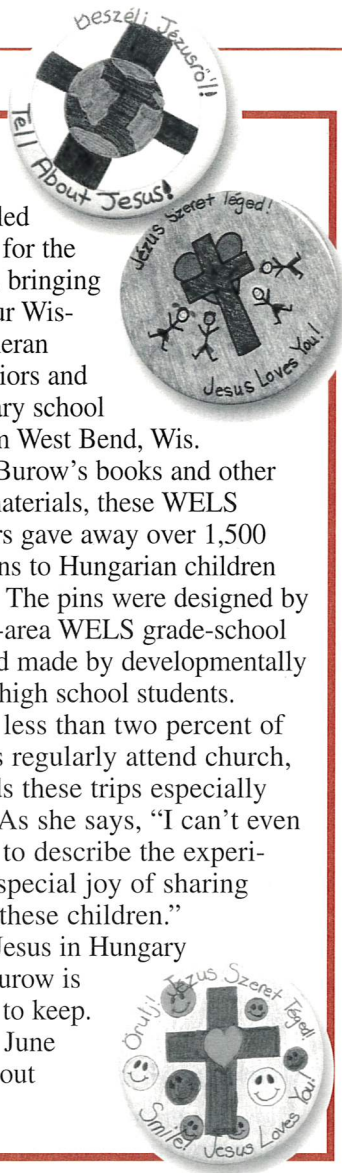 Beszélj Jézusról!
Tell About Jesus!
Jézus Szeret Téged!
Jesus Loves You!
led
for the
bringing
ur Wis-
eran
iors and
ary school
m West Bend, Wis.
Burow's books and other
naterials, these WELS
rs gave away over 1,500
ns to Hungarian children
The pins were designed by
-area WELS grade-school
d made by developmentally
high school students.
less than two percent of
s regularly attend church,
ds these trips especially
As she says, “I can't even
to describe the experi-
special joy of sharing
these children.”
Jesus in Hungary
Burow is
to keep.
June
out
Örülj! Jézus Szeret Téged!
Smile! Jesus Loves You!